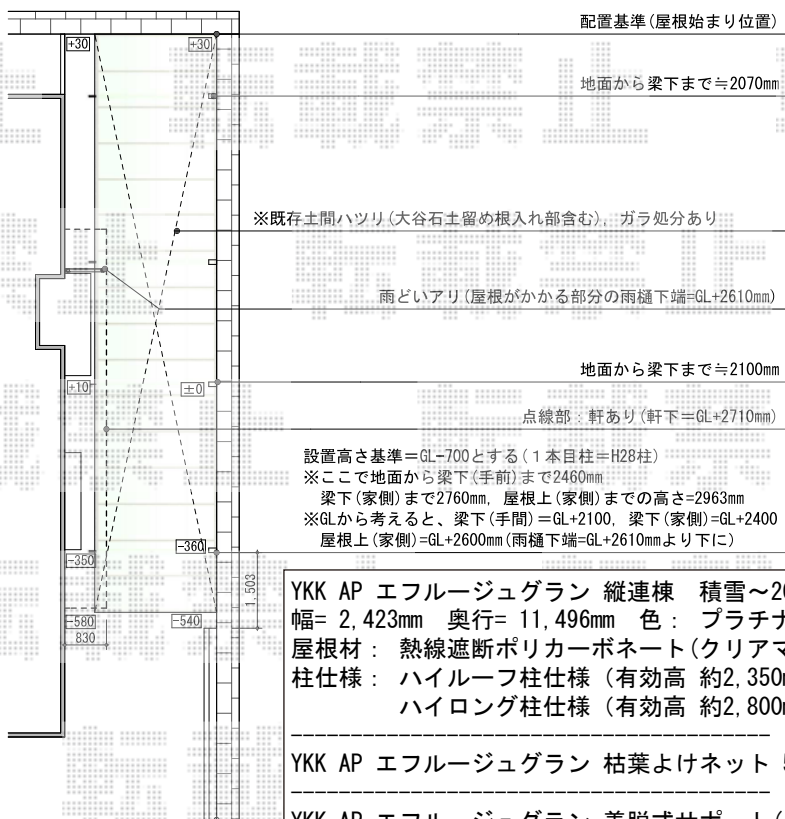 配置基準(屋根始まり位置)
+30
+30
地面から梁下まで≒2070mm
※既存土間ハツリ(大谷石土留め根入れ部含む), ガラ処分あり
雨どいアリ(屋根がかかる部分の雨樋下端=GL+2610mm)
地面から梁下まで≒2100mm
+10
±0
点線部：軒あり(軒下=GL+2710mm)
設置高さ基準=GL-700とする(1本目柱=H28柱)
※ここで地面から梁下(手前)まで2460mm
梁下(家側)まで2760mm, 屋根上(家側)までの高さ=2963mm
※GLから考えると、梁下(手間)=GL+2100, 梁下(家側)=GL+2400
屋根上(家側)=GL+2600mm(雨樋下端=GL+2610mmより下に)
-360
-350
1,503
-580
-540
830
YKK AP エフルージュグラン 縦連棟 積雪～20
幅= 2,423mm 奥行= 11,496mm 色： プラチナ
屋根材： 熱線遮断ポリカーボネート(クリアマ
柱仕様： ハイルーフ柱仕様 (有効高 約2,350m
ハイロング柱仕様 (有効高 約2,800m
YKK AP エフルージュグラン 枯葉よけネット
YKK AP エフルージュグラン 着脱式サポート(
転載禁止